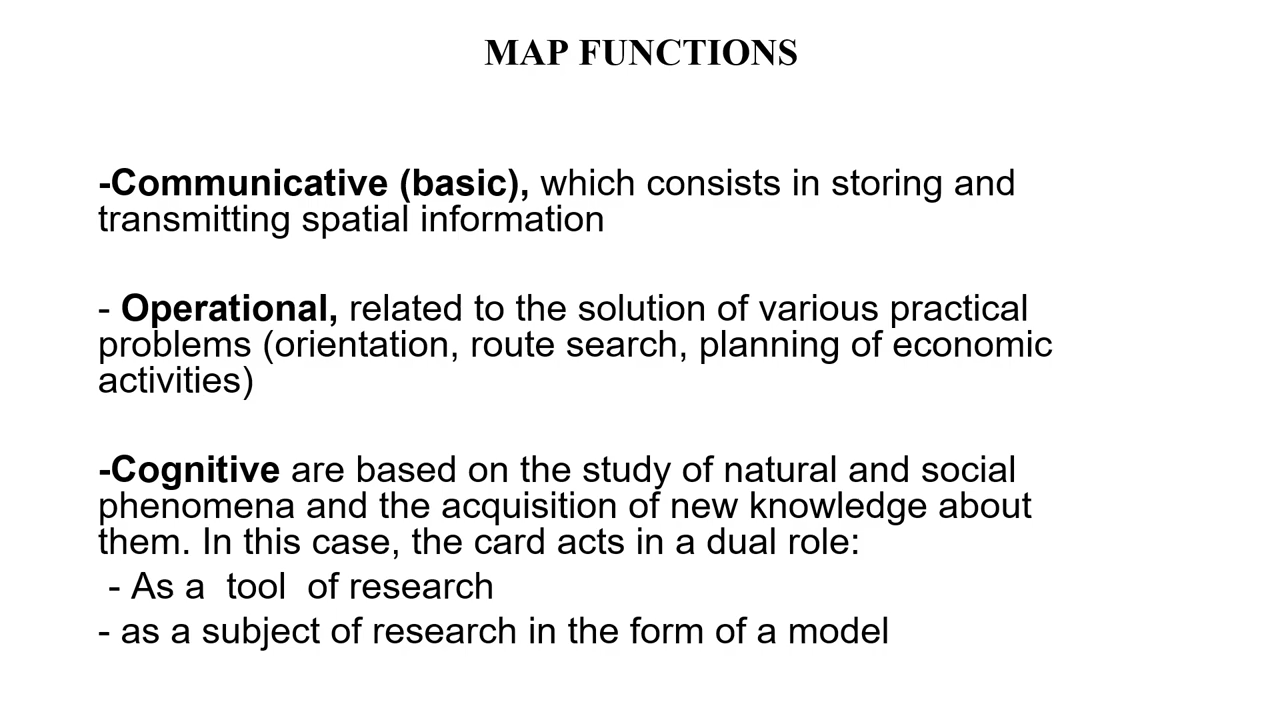 MAP FUNCTIONS
-Communicative (basic), which consists in storing and
transmitting spatial information
- Operational, related to the solution of various practical
problems (orientation, route search, planning of economic
activities)
-Cognitive are based on the study of natural and social
phenomena and the acquisition of new knowledge about
them. In this case, the card acts in a dual role:
- As a  tool  of research
- as a subject of research in the form of a model